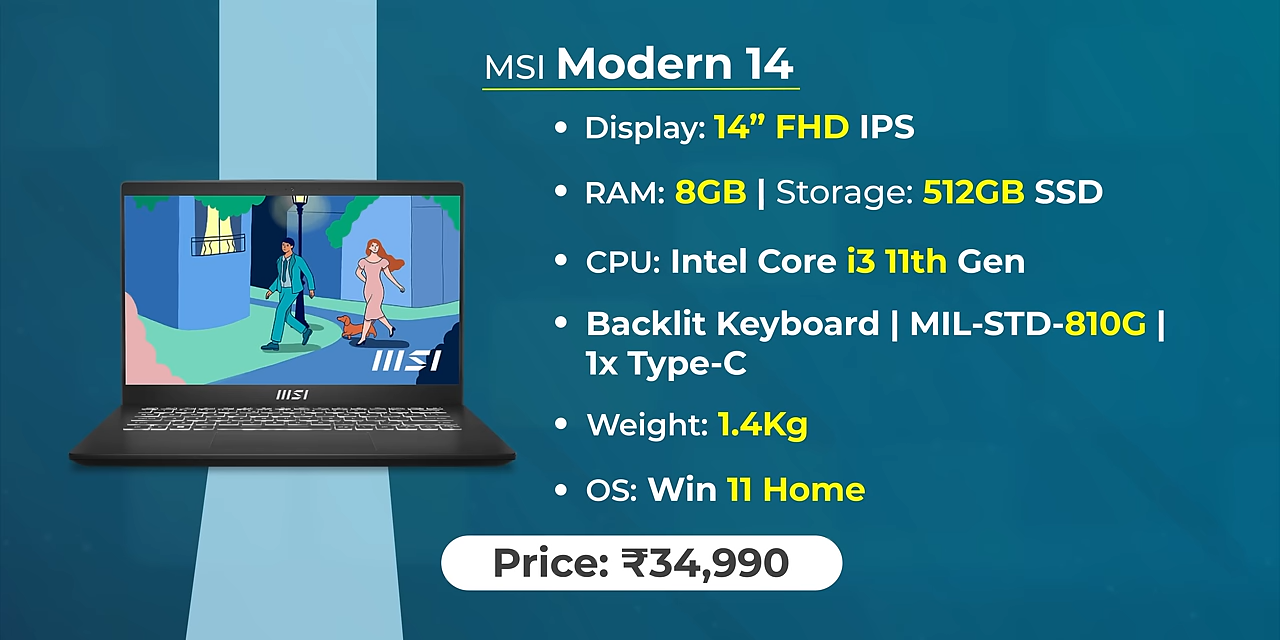 MSI Modern 14
• Display: 14” FHD IPS
• RAM: 8GB | Storage: 512GB SSD
• CPU: Intel Core i3 11th Gen
• Backlit Keyboard | MIL-STD-810G |
1x Type-C
• Weight: 1.4Kg
• OS: Win 11 Home
Price: ₹34,990
msi
msi